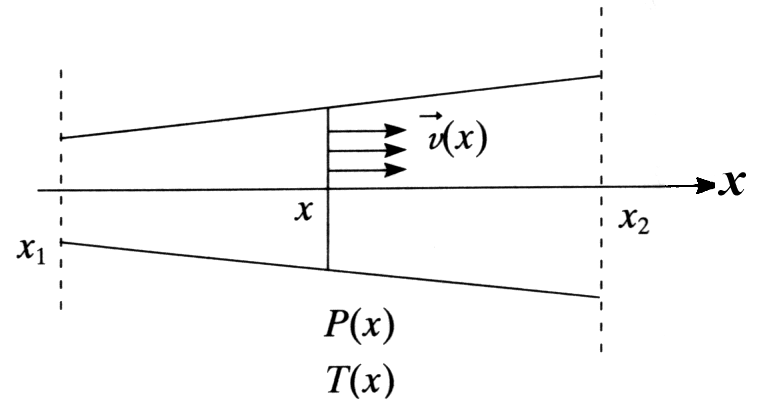 v⃗(x)
x
x
x₂
x₁
P(x)
T(x)